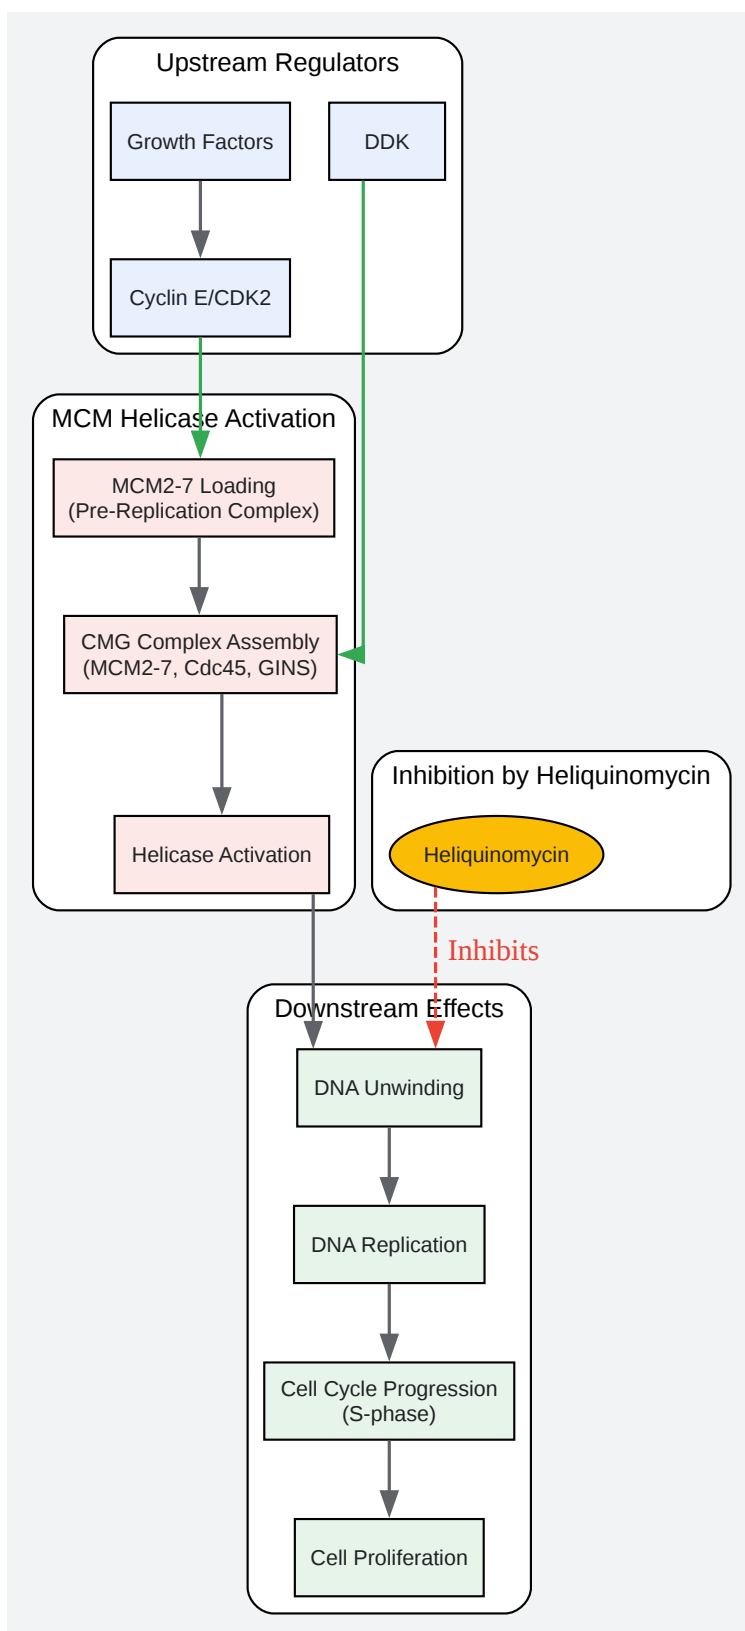 Upstream Regulators
Growth Factors
DDK
Cyclin E/CDK2
MCM Helicase Activation
MCM2-7 Loading
(Pre-Replication Complex)
CMG Complex Assembly
(MCM2-7, Cdc45, GINS)
Helicase Activation
Inhibition by Heliquinomycin
Heliquinomycin
Inhibits
Downstream Effects
DNA Unwinding
DNA Replication
Cell Cycle Progression
(S-phase)
Cell Proliferation